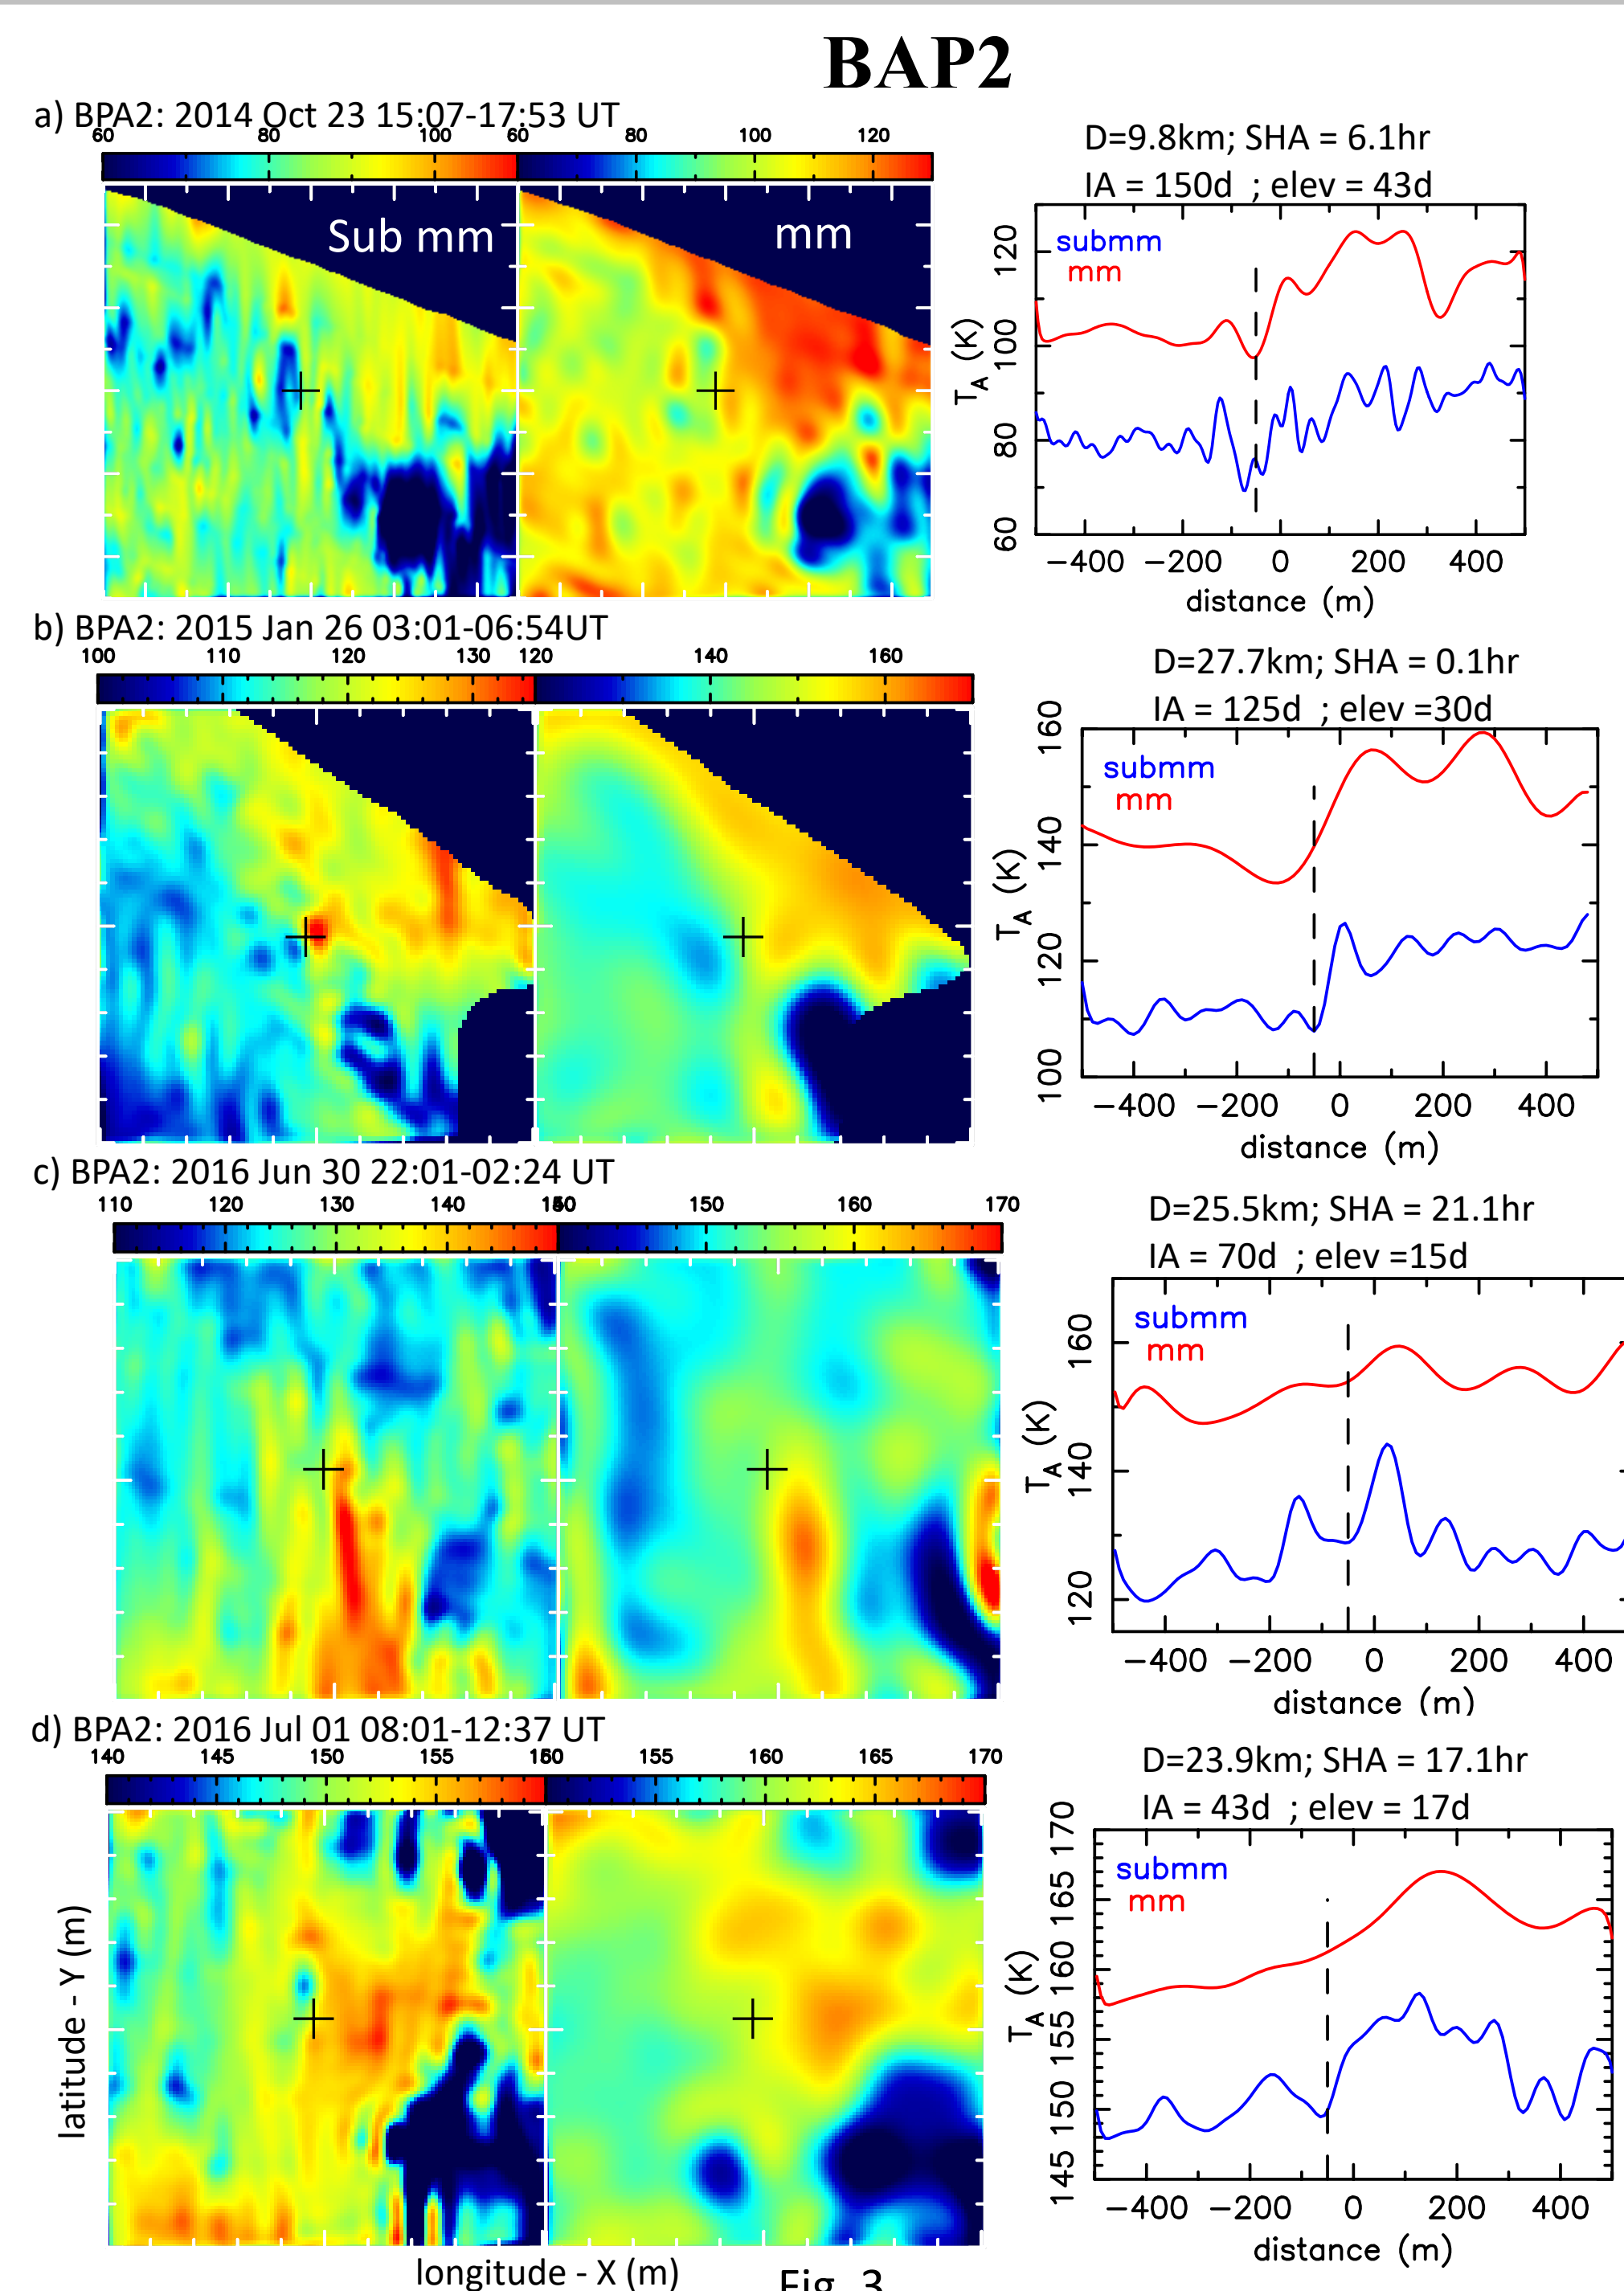 BAP2
a) BPA2: 2014 Oct 23 15:07-17:53 UT
60 80 100 60 80 100 120
Sub mm mm
D=9.8km; SHA = 6.1hr
IA = 150d ; elev = 43d
submm
mm
120
100
80
60
T_A (K)
−400 −200 0 200 400
distance (m)
b) BPA2: 2015 Jan 26 03:01-06:54UT
100 110 120 130 120 140 160
D=27.7km; SHA = 0.1hr
IA = 125d ; elev =30d
submm
mm
160
140
120
100
T_A (K)
−400 −200 0 200 400
distance (m)
c) BPA2: 2016 Jun 30 22:01-02:24 UT
110 120 130 140 150 160 170
D=25.5km; SHA = 21.1hr
IA = 70d ; elev =15d
submm
mm
160
140
120
T_A (K)
−400 −200 0 200 400
distance (m)
d) BPA2: 2016 Jul 01 08:01-12:37 UT
140 145 150 155 155 160 165 170
D=23.9km; SHA = 17.1hr
IA = 43d ; elev = 17d
submm
mm
170
165
160
155
150
145
T_A (K)
−400 −200 0 200 400
distance (m)
latitude - Y (m)
longitude - X (m)
Fig. 3